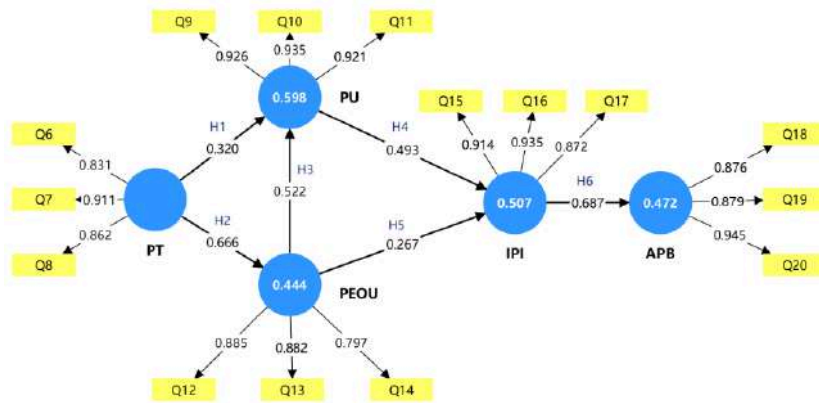 Q9
Q10
Q11
0.926
0.935
0.921
0.598
PU
Q15
Q16
Q17
H1
0.320
H4
0.493
0.914
0.935
0.872
Q6
0.831
H3
0.522
Q18
0.876
Q7
0.911
0.507
H6
0.687
0.472
0.879
Q19
H2
0.666
H5
0.267
Q8
0.862
PT
IPI
APB
0.945
Q20
0.444
PEOU
0.885
0.882
0.797
Q12
Q13
Q14